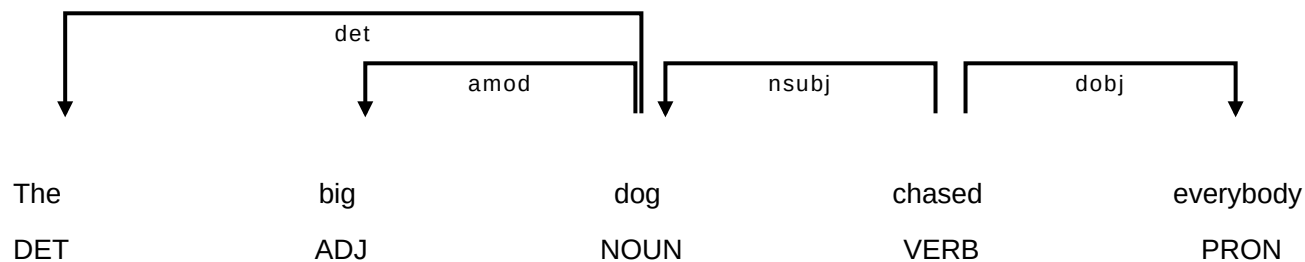 det
amod nsubj dobj
The big dog chased everybody
DET ADJ NOUN VERB PRON